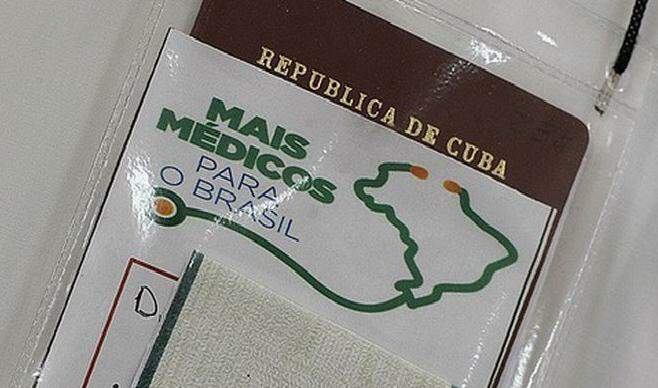 REPUBLICA DE CUBA
MAIS
MÉDICOS
PARA
O BRASIL
D